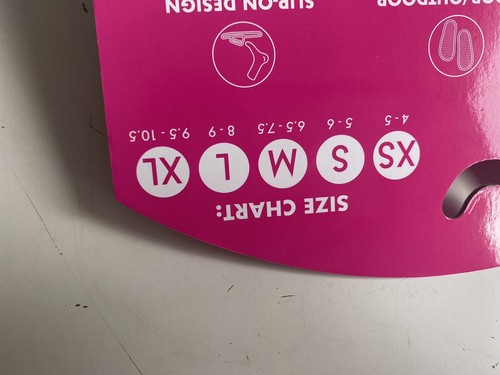 SIZE CHART:
XS S M L XL
4 - 5 5 - 6 6.5 - 7.5 8 - 9 9.5 - 10.5
SLIP-ON DESIGN